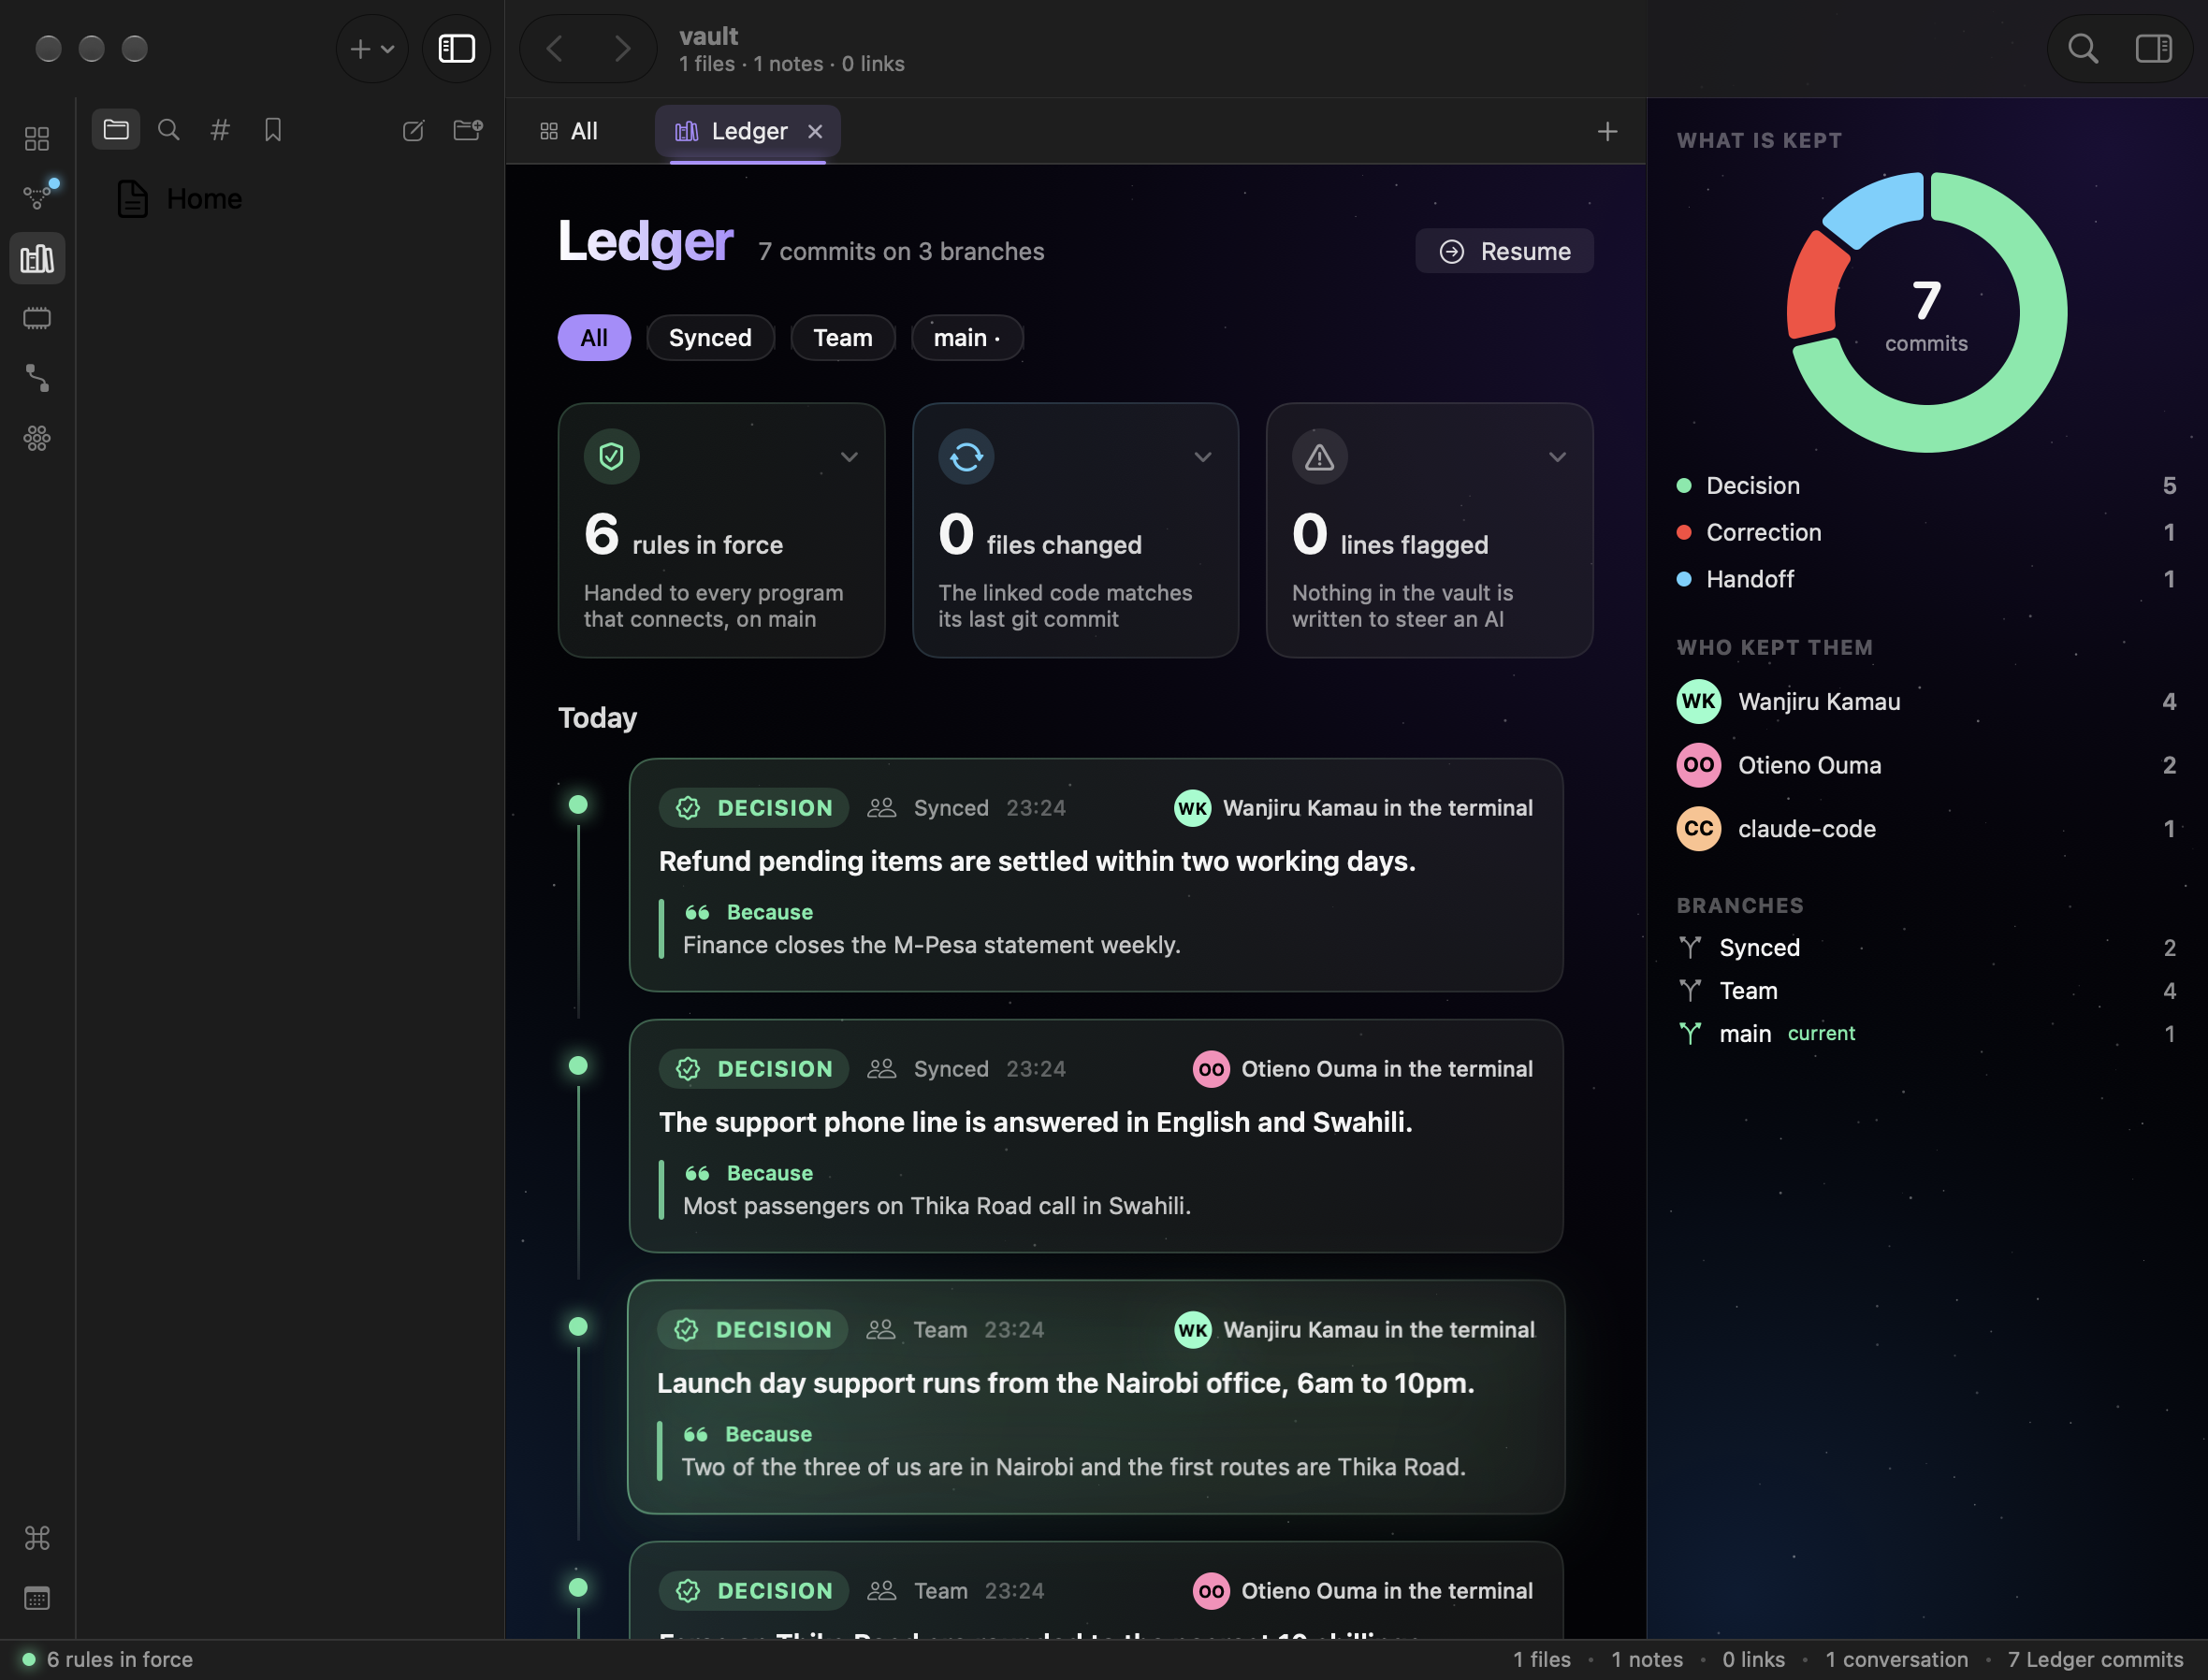 vault
1 files · 1 notes · 0 links
Home
All
Ledger
Ledger
7 commits on 3 branches
Resume
All
Synced
Team
main ·
6 rules in force
Handed to every program
that connects, on main
0 files changed
The linked code matches
its last git commit
0 lines flagged
Nothing in the vault is
written to steer an AI
Today
DECISION Synced 23:24 WK Wanjiru Kamau in the terminal
Refund pending items are settled within two working days.
Because
Finance closes the M-Pesa statement weekly.
DECISION Synced 23:24 OO Otieno Ouma in the terminal
The support phone line is answered in English and Swahili.
Because
Most passengers on Thika Road call in Swahili.
DECISION Team 23:24 WK Wanjiru Kamau in the terminal
Launch day support runs from the Nairobi office, 6am to 10pm.
Because
Two of the three of us are in Nairobi and the first routes are Thika Road.
DECISION Team 23:24 OO Otieno Ouma in the terminal
WHAT IS KEPT
7
commits
Decision 5
Correction 1
Handoff 1
WHO KEPT THEM
WK Wanjiru Kamau 4
OO Otieno Ouma 2
CC claude-code 1
BRANCHES
Synced 2
Team 4
main current 1
6 rules in force
1 files • 1 notes • 0 links • 1 conversation • 7 Ledger commits